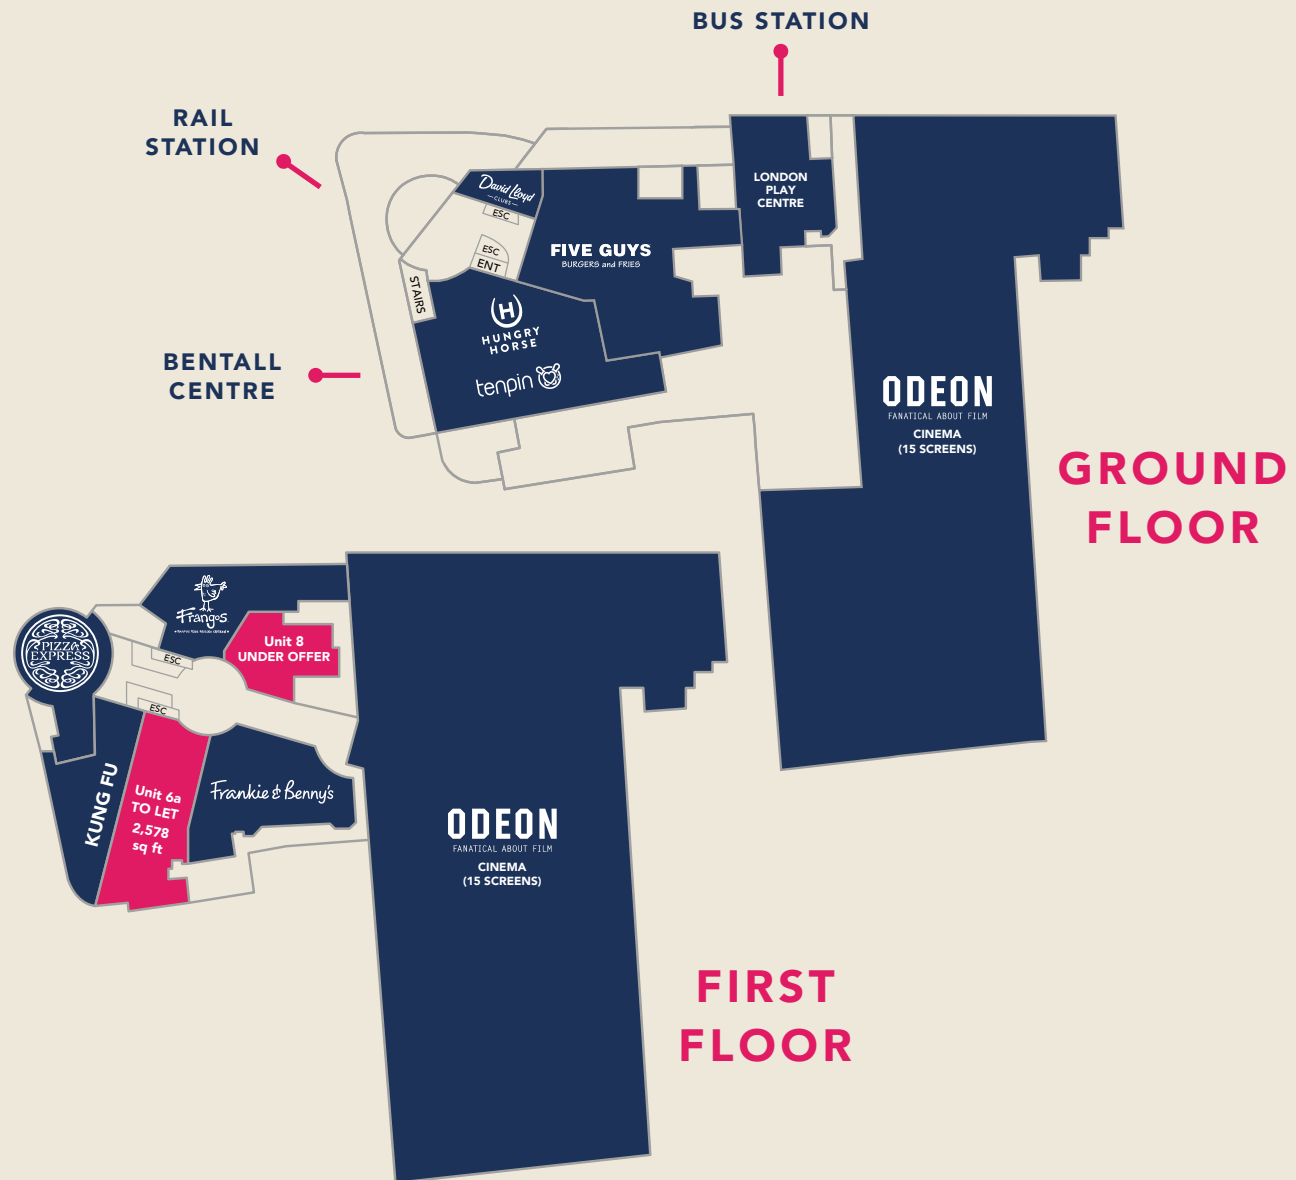 BUS STATION
RAIL
STATION
David Lloyd
CLUBS
ESC
ESC
ENT
STAIRS
FIVE GUYS
BURGERS and FRIES
LONDON
PLAY
CENTRE
HUNGRY
HORSE
tenpin
BENTALL
CENTRE
ODEON
FANATICAL ABOUT FILM
CINEMA
(15 SCREENS)
GROUND
FLOOR
Frangos
PIZZA
EXPRESS
Unit 8
UNDER OFFER
ESC
ESC
KUNG FU
Unit 6a
TO LET
2,578
sq ft
Frankie & Benny's
ODEON
FANATICAL ABOUT FILM
CINEMA
(15 SCREENS)
FIRST
FLOOR